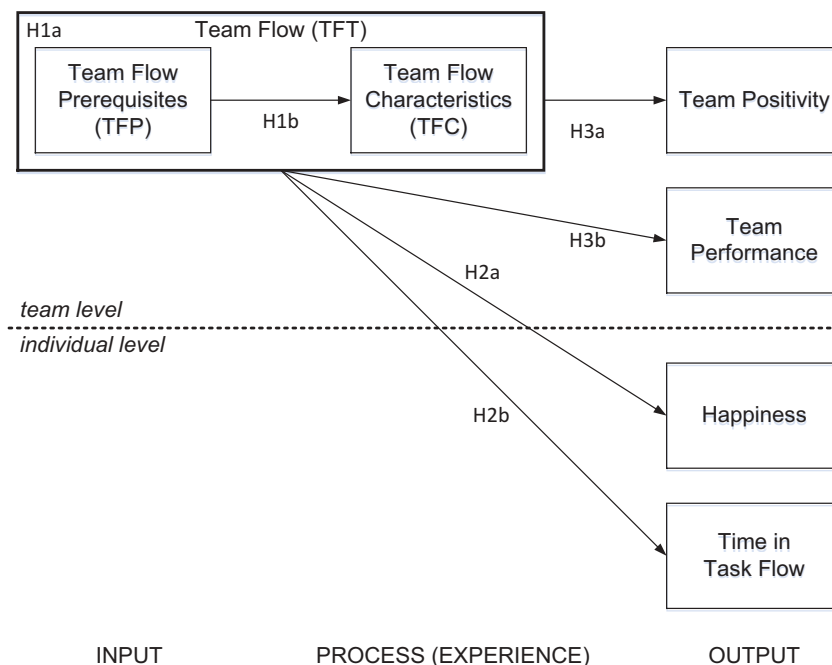 H1a
Team Flow (TFT)
Team Flow
Prerequisites
(TFP)
H1b
Team Flow
Characteristics
(TFC)
H3a
Team Positivity
H3b
Team
Performance
H2a
team level
individual level
H2b
Happiness
Time in
Task Flow
INPUT
PROCESS (EXPERIENCE)
OUTPUT